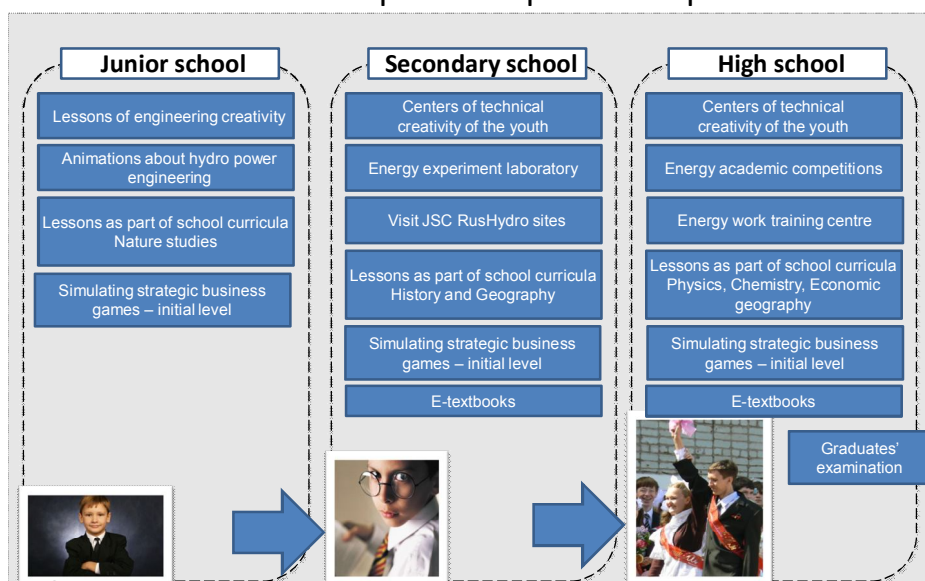 Junior school
Lessons of engineering creativity
Animations about hydro power
engineering
Lessons as part of school curricula
Nature studies
Simulating strategic business
games – initial level
Secondary school
Centers of technical
creativity of the youth
Energy experiment laboratory
Visit JSC RusHydro sites
Lessons as part of school curricula
History and Geography
Simulating strategic business
games – initial level
E-textbooks
High school
Centers of technical
creativity of the youth
Energy academic competitions
Energy work training centre
Lessons as part of school curricula
Physics, Chemistry, Economic
geography
Simulating strategic business
games – initial level
E-textbooks
Graduates’
examination